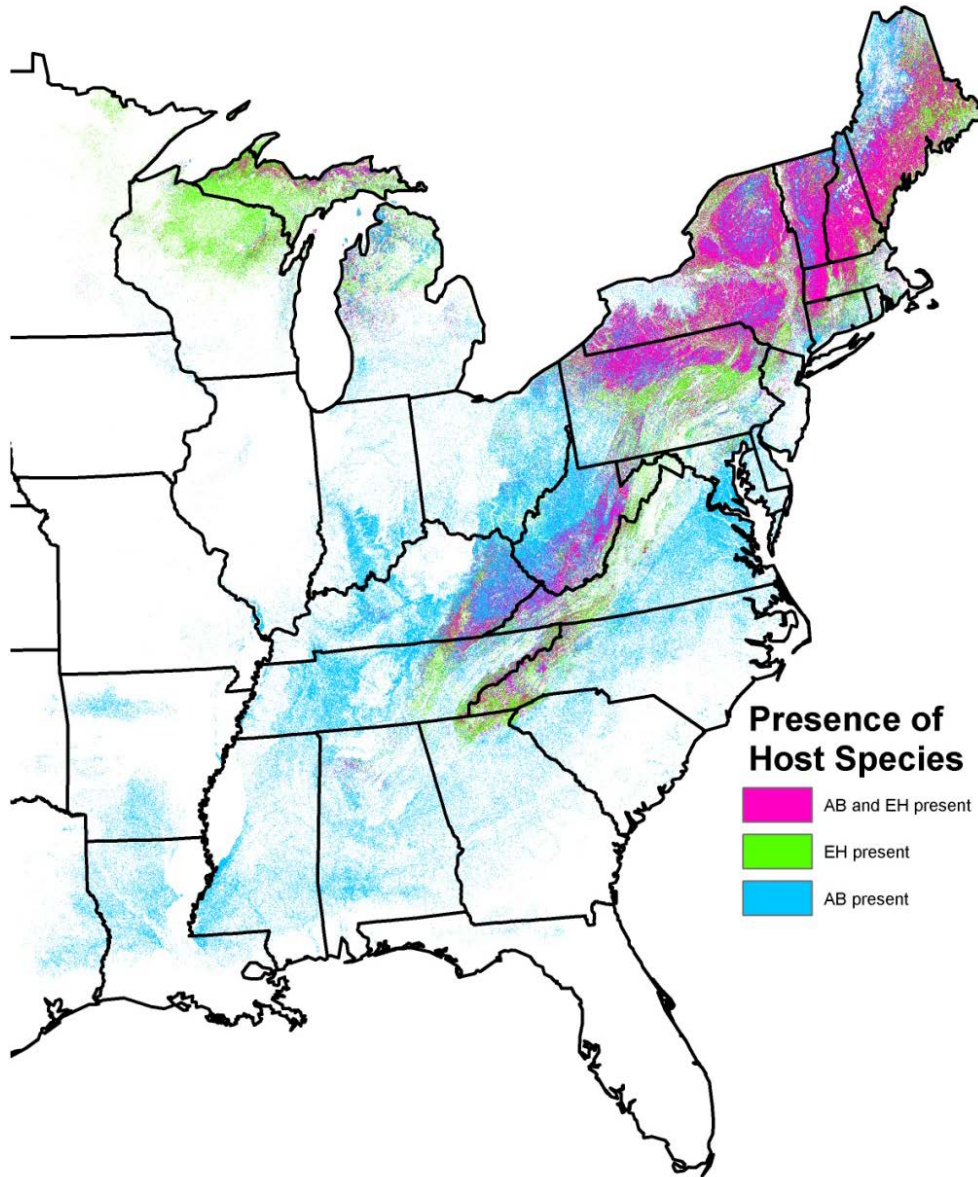 Presence of
Host Species
AB and EH present
EH present
AB present